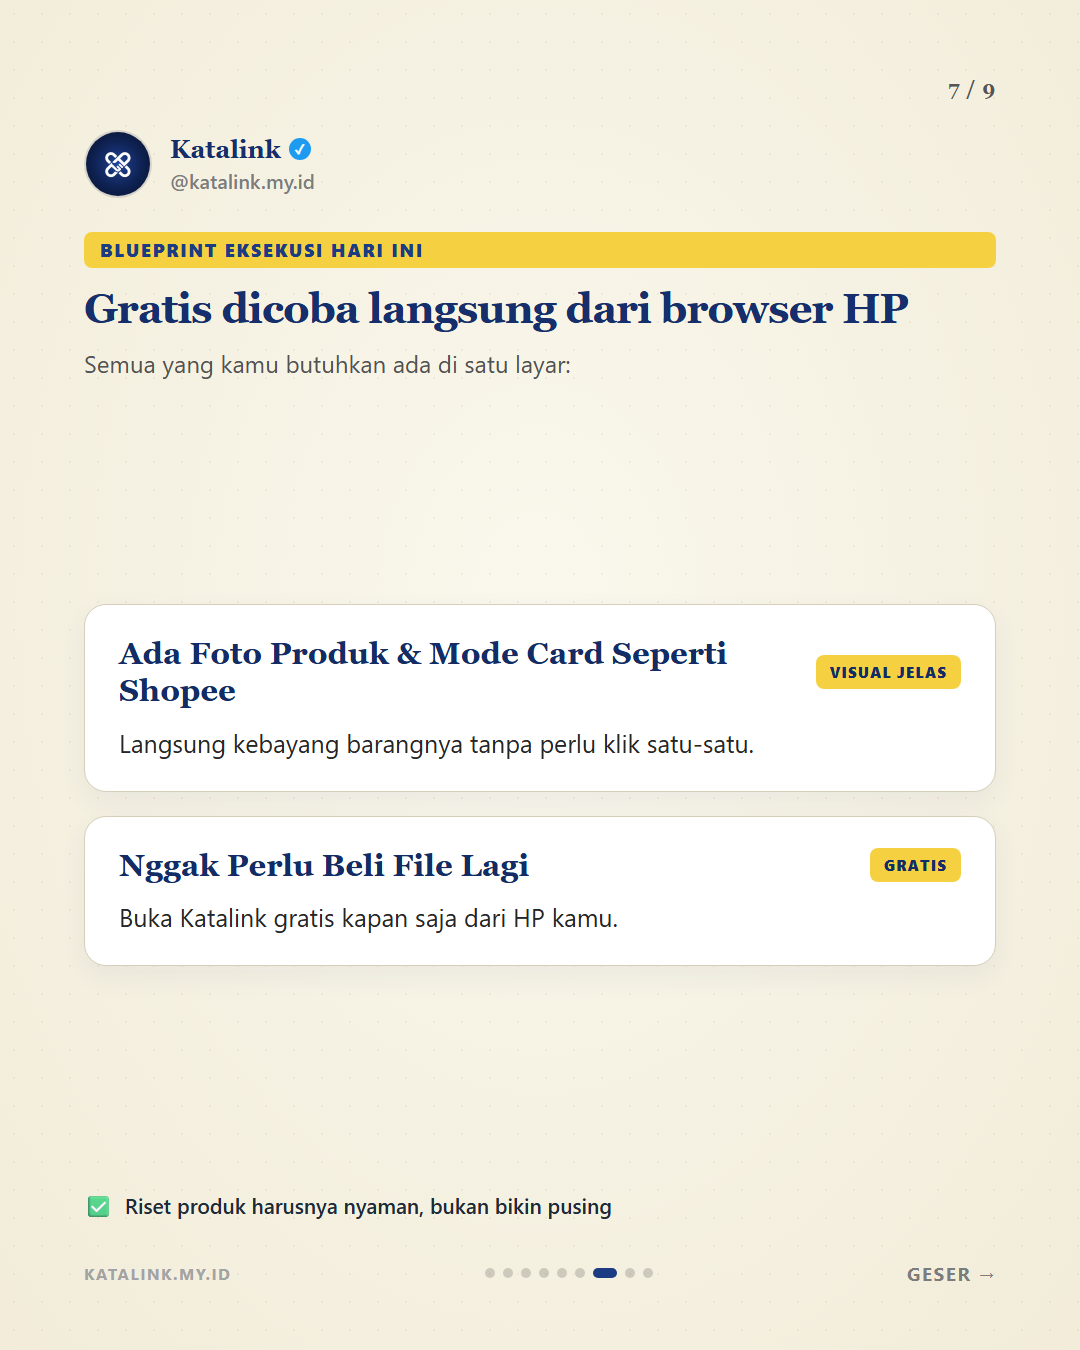 7 / 9
Katalink
@katalink.my.id
BLUEPRINT EKSEKUSI HARI INI
Gratis dicoba langsung dari browser HP
Semua yang kamu butuhkan ada di satu layar:
Ada Foto Produk & Mode Card Seperti
Shopee
VISUAL JELAS
Langsung kebayang barangnya tanpa perlu klik satu-satu.
Nggak Perlu Beli File Lagi
GRATIS
Buka Katalink gratis kapan saja dari HP kamu.
✅ Riset produk harusnya nyaman, bukan bikin pusing
KATALINK.MY.ID
GESER →